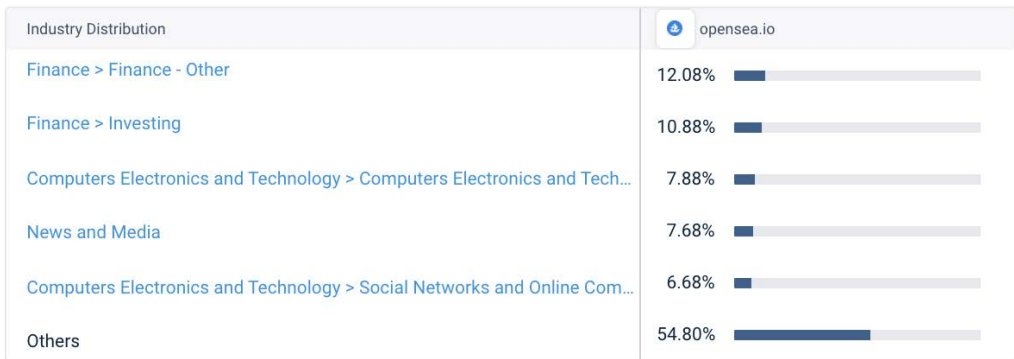 Industry Distribution opensea.io
Finance > Finance - Other 12.08%
Finance > Investing 10.88%
Computers Electronics and Technology > Computers Electronics and Tech... 7.88%
News and Media 7.68%
Computers Electronics and Technology > Social Networks and Online Com... 6.68%
Others 54.80%